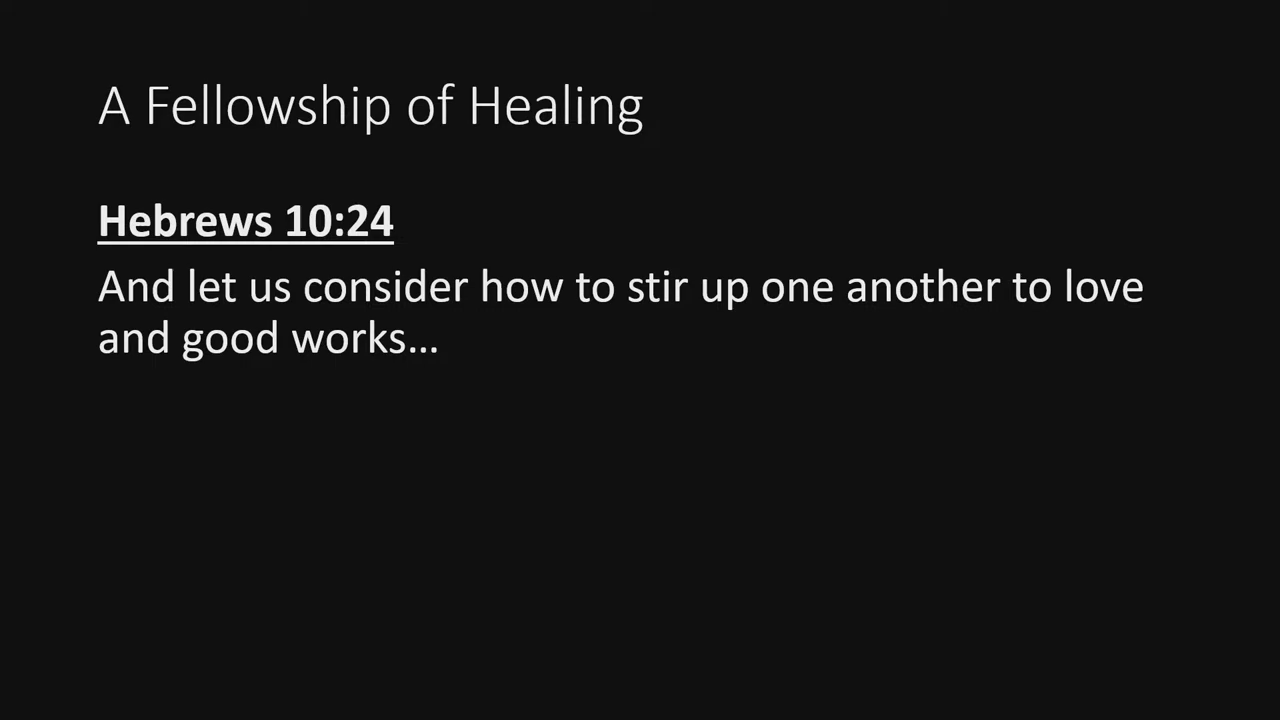 A Fellowship of Healing
Hebrews 10:24
And let us consider how to stir up one another to love
and good works…